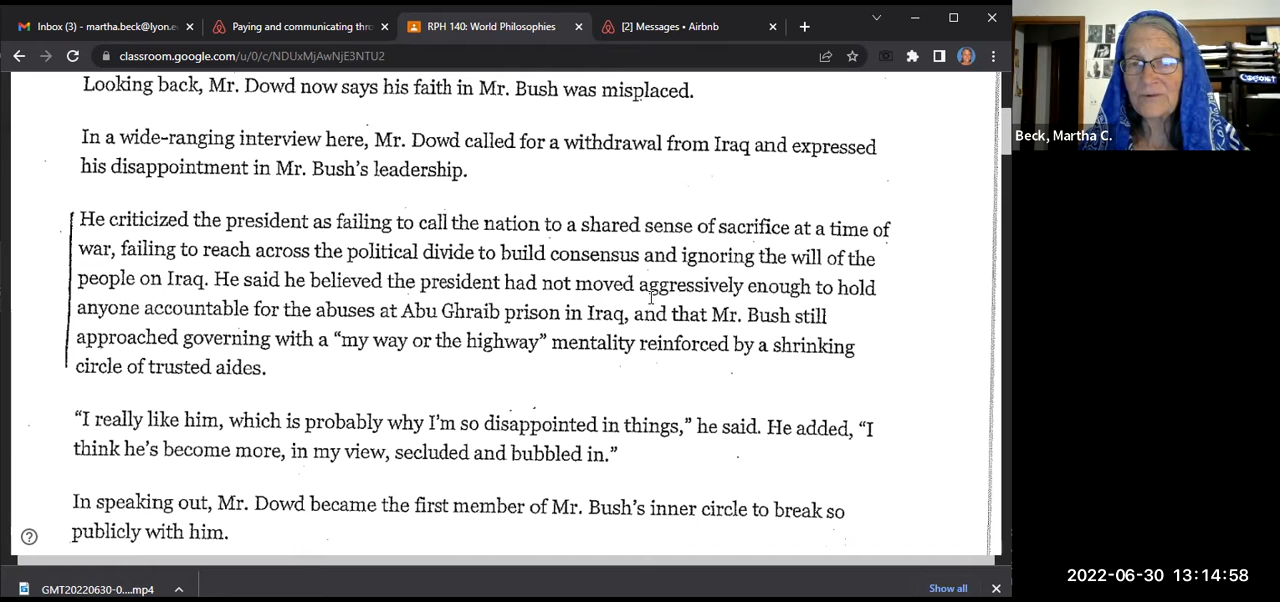 Inbox (3) - martha.beck@lyon.e
Paying and communicating thro
RPH 140: World Philosophies
[2] Messages • Airbnb
classroom.google.com/u/0/c/NDUxMjAwNjE3NTU2
Looking back, Mr. Dowd now says his faith in Mr. Bush was misplaced.
In a wide-ranging interview here, Mr. Dowd called for a withdrawal from Iraq and expressed
his disappointment in Mr. Bush's leadership.
He criticized the president as failing to call the nation to a shared sense of sacrifice at a time of
war, failing to reach across the political divide to build consensus and ignoring the will of the
people on Iraq. He said he believed the president had not moved aggressively enough to hold
anyone accountable for the abuses at Abu Ghraib prison in Iraq, and that Mr. Bush still
approached governing with a “my way or the highway” mentality reinforced by a shrinking
circle of trusted aides.
“I really like him, which is probably why I'm so disappointed in things,” he said. He added, “I
think he's become more, in my view, secluded and bubbled in.”
In speaking out, Mr. Dowd became the first member of Mr. Bush's inner circle to break so
publicly with him.
GMT20220630-0....mp4
Show all
Beck, Martha C.
2022-06-30 13:14:58